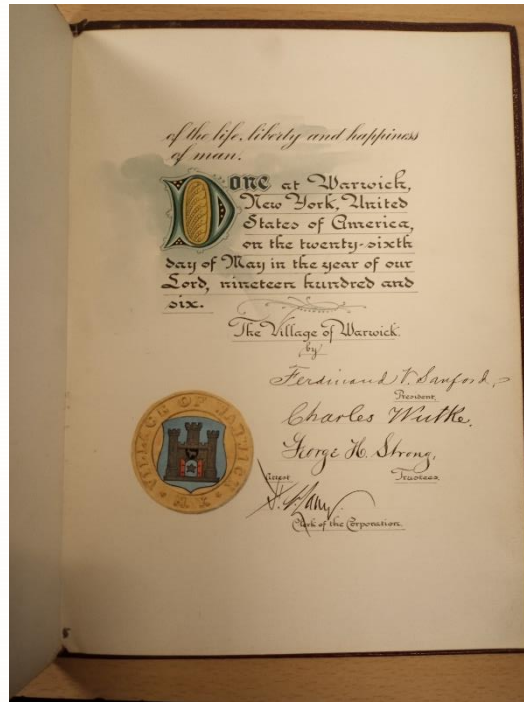 of the life, liberty and happiness
of man.
Done at Warwick,
New York, United
States of America,
on the twenty-sixth
day of May in the year of our
Lord, nineteen hundred and
six.
The Village of Warwick.
by
Ferdinand V. Sanford,
President.
Charles Wutke.
George H. Strong,
Trustees
Attest
Clerk of the Corporation.
VILLAGE OF
N.Y.